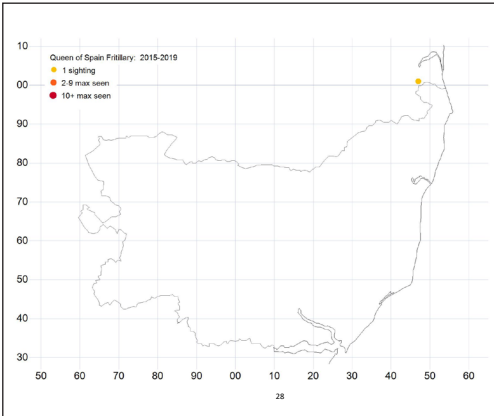 Queen of Spain Fritillary: 2015-2019
1 sighting
2-9 max seen
10+ max seen
10
00
90
80
70
60
50
40
30
50 60 70 80 90 00 10 20 30 40 50 60
28